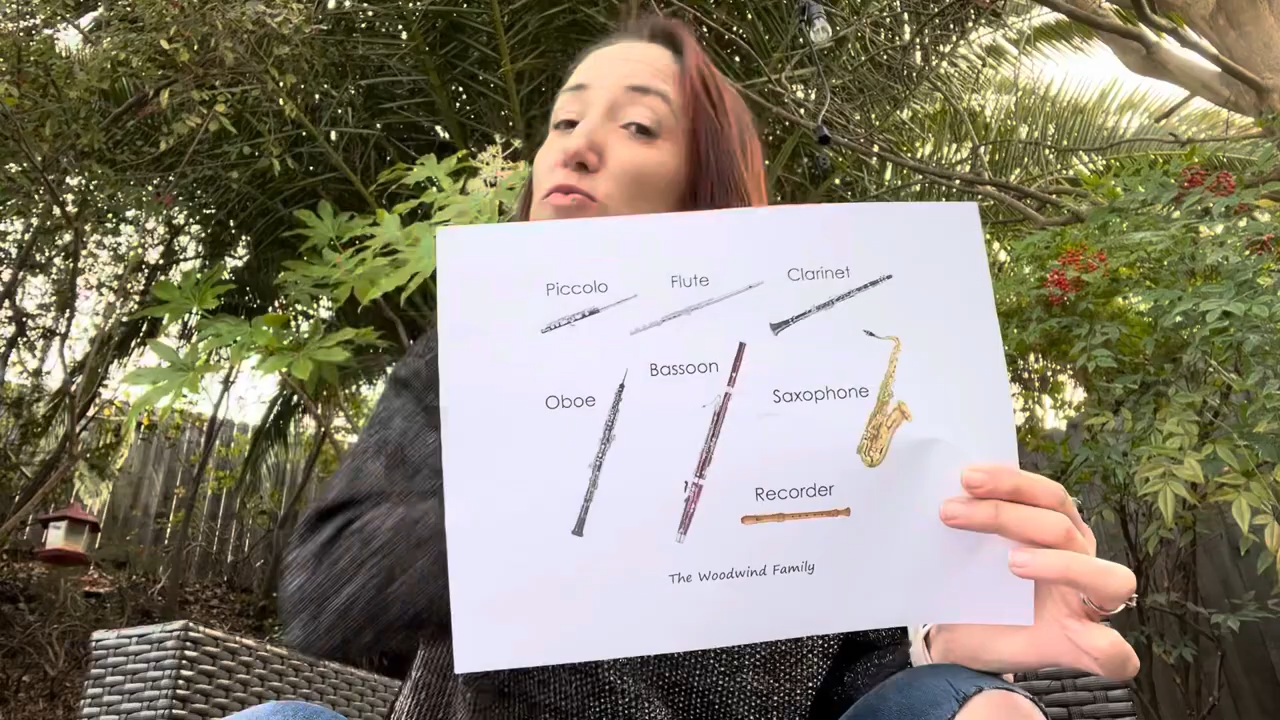 Piccolo
Flute
Clarinet
Oboe
Bassoon
Saxophone
Recorder
The Woodwind Family